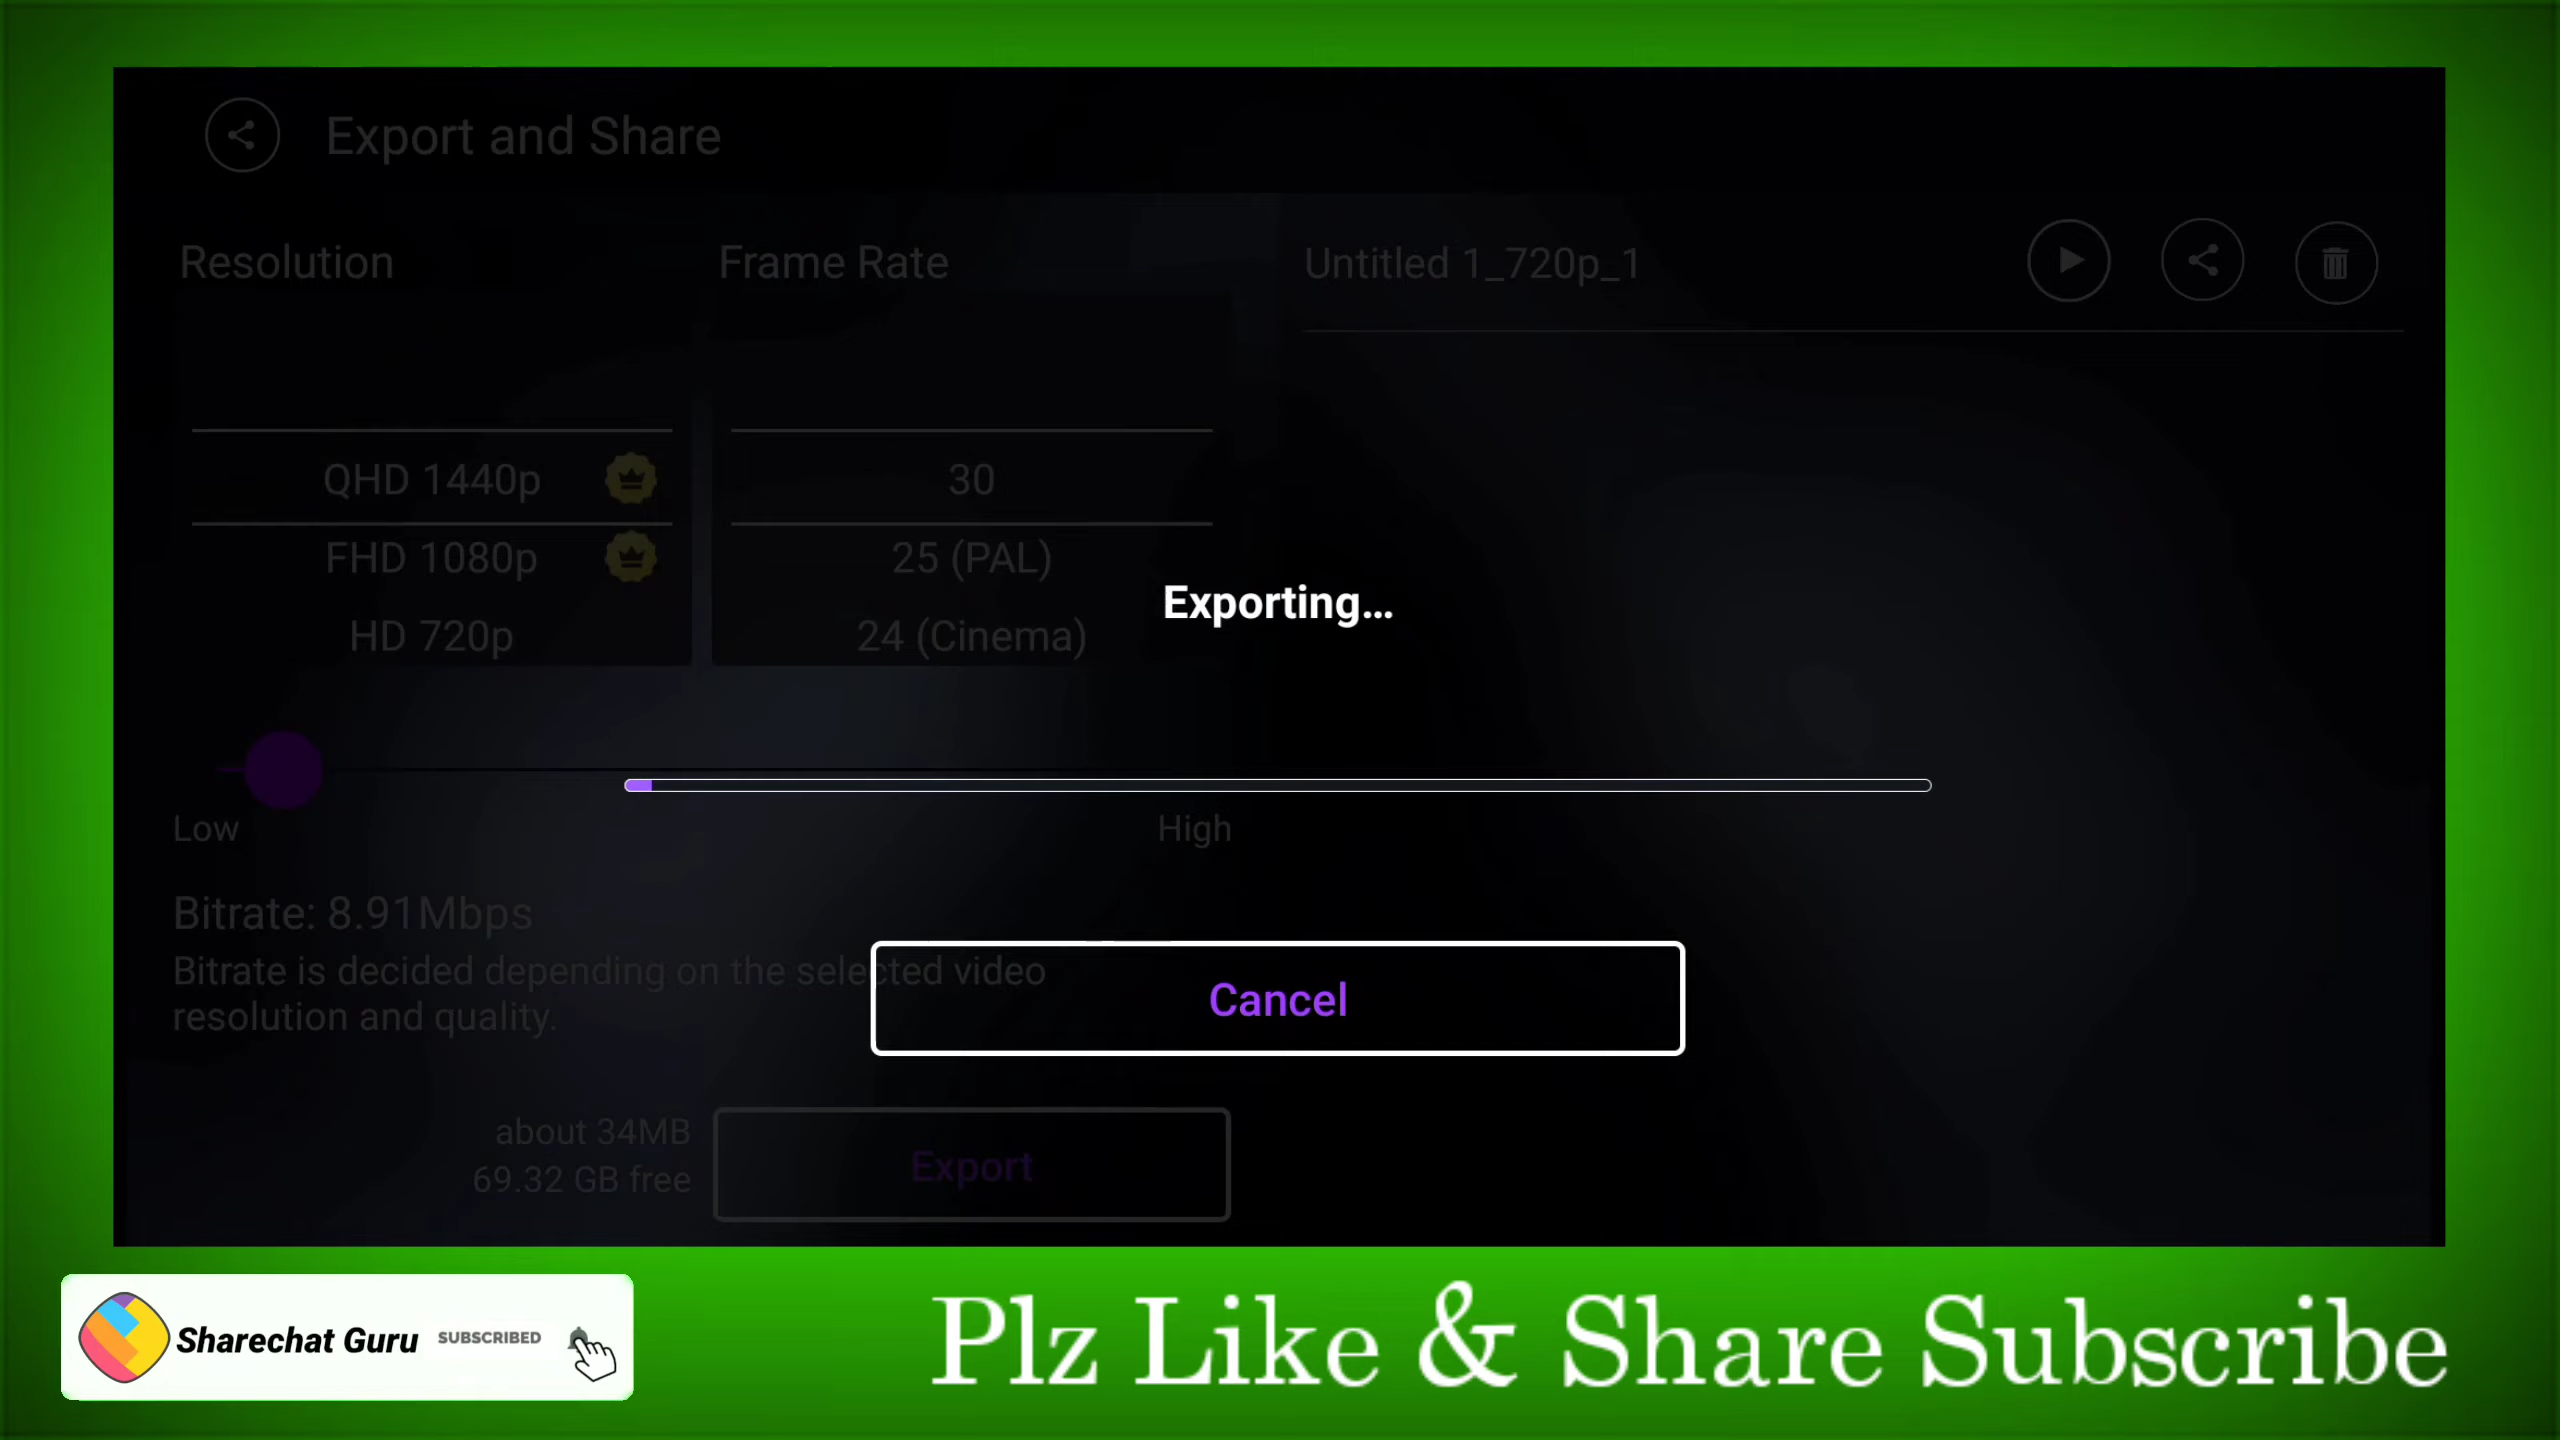 Export and Share
Resolution
Frame Rate
Untitled 1_720p_1
QHD 1440p
30
FHD 1080p
25 (PAL)
HD 720p
24 (Cinema)
Exporting...
Low
High
Bitrate: 8.91Mbps
Bitrate is decided depending on the selected video
resolution and quality.
Cancel
about 34MB
69.32 GB free
Export
Sharechat Guru
SUBSCRIBED
Plz Like & Share Subscribe